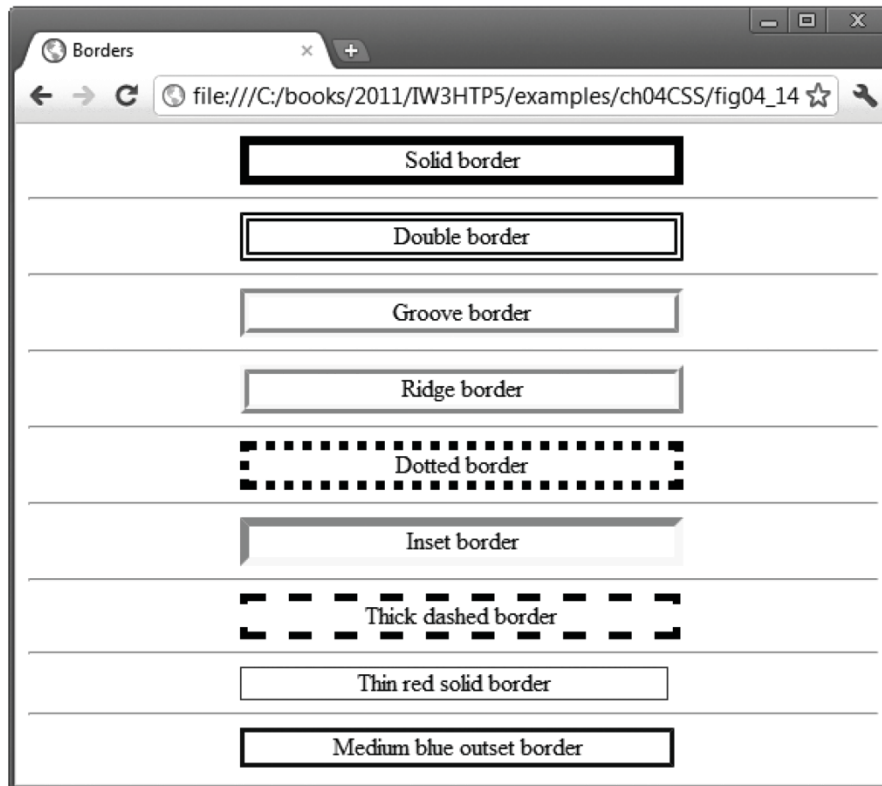 Borders
file:///C:/books/2011/IW3HTP5/examples/ch04CSS/fig04_14
Solid border
Double border
Groove border
Ridge border
Dotted border
Inset border
Thick dashed border
Thin red solid border
Medium blue outset border